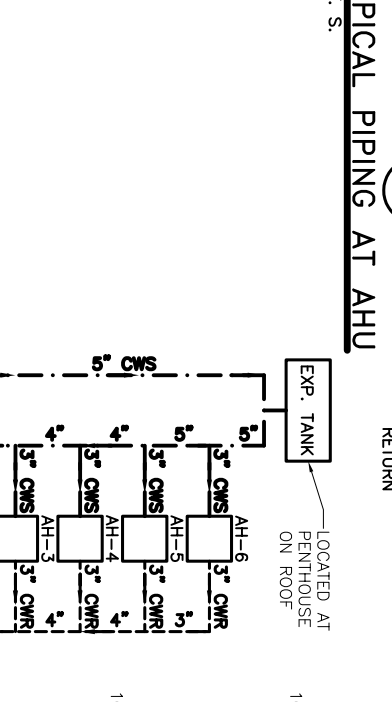 PICAL PIPING AT AHU
. S.
RETURN
EXP. TANK
LOCATED AT
PENTHOUSE
ON ROOF
5" CWS
5"
5"
4"
4"
3" CWS
AH-6
3" CWR
3"
3" CWS
AH-5
3" CWR
4"
3" CWS
AH-4
3" CWR
4"
3" CWS
AH-3
3" CWR